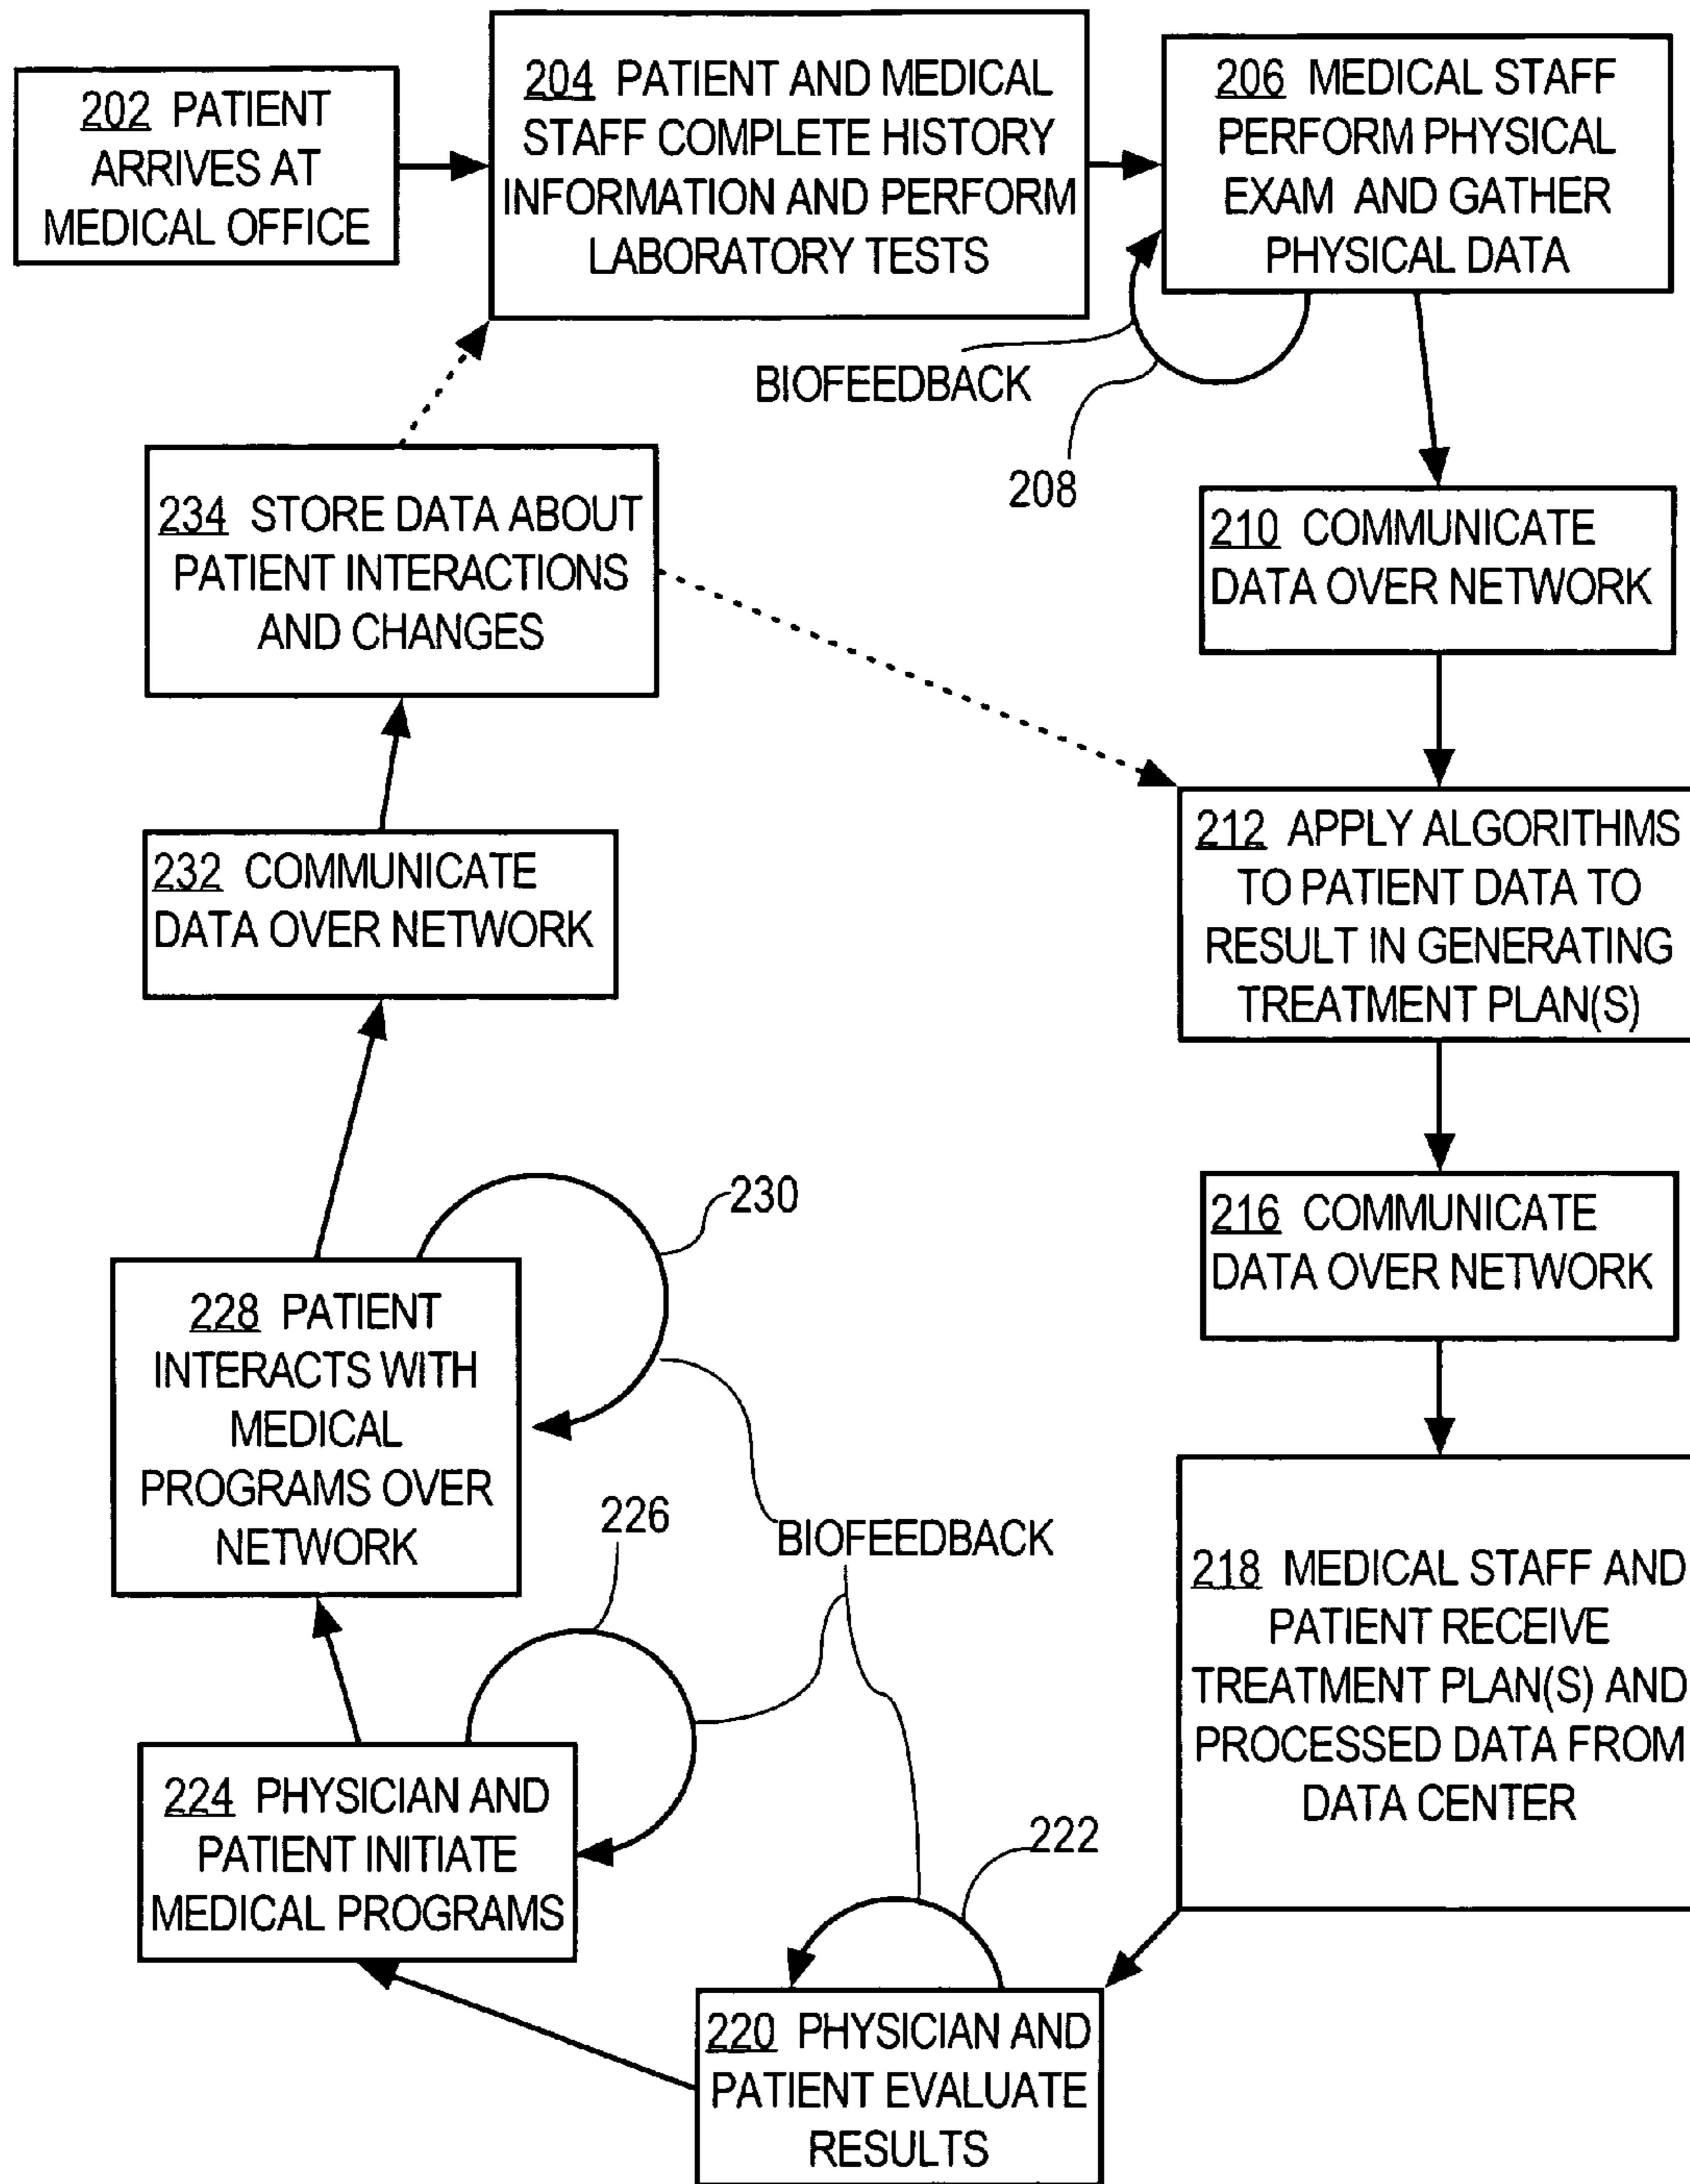 202 PATIENT
ARRIVES AT
MEDICAL OFFICE
204 PATIENT AND MEDICAL
STAFF COMPLETE HISTORY
INFORMATION AND PERFORM
LABORATORY TESTS
206 MEDICAL STAFF
PERFORM PHYSICAL
EXAM AND GATHER
PHYSICAL DATA
BIOFEEDBACK
208
210 COMMUNICATE
DATA OVER NETWORK
212 APPLY ALGORITHMS
TO PATIENT DATA TO
RESULT IN GENERATING
TREATMENT PLAN(S)
216 COMMUNICATE
DATA OVER NETWORK
218 MEDICAL STAFF AND
PATIENT RECEIVE
TREATMENT PLAN(S) AND
PROCESSED DATA FROM
DATA CENTER
220 PHYSICIAN AND
PATIENT EVALUATE
RESULTS
222
BIOFEEDBACK
224 PHYSICIAN AND
PATIENT INITIATE
MEDICAL PROGRAMS
226
228 PATIENT
INTERACTS WITH
MEDICAL
PROGRAMS OVER
NETWORK
230
232 COMMUNICATE
DATA OVER NETWORK
234 STORE DATA ABOUT
PATIENT INTERACTIONS
AND CHANGES